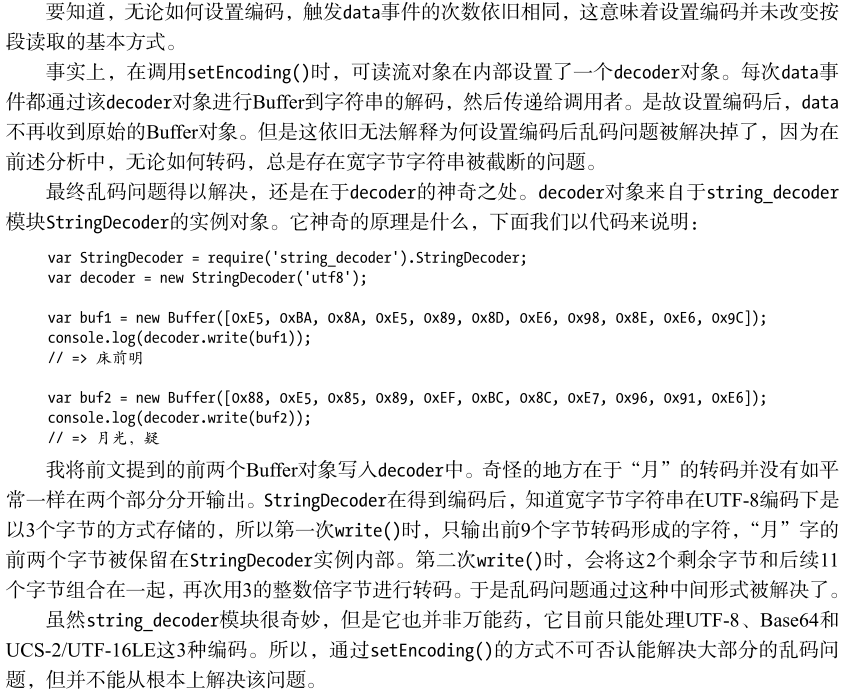 要知道，无论如何设置编码，触发data事件的次数依旧相同，这意味着设置编码并未改变按
段读取的基本方式。
事实上，在调用setEncoding()时，可读流对象在内部设置了一个decoder对象。每次data事
件都通过该decoder对象进行Buffer到字符串的解码，然后传递给调用者。是故设置编码后，data
不再收到原始的Buffer对象。但是这依旧无法解释为何设置编码后乱码问题被解决掉了，因为在
前述分析中，无论如何转码，总是存在宽字节字符串被截断的问题。
最终乱码问题得以解决，还是在于decoder的神奇之处。decoder对象来自于string_decoder
模块StringDecoder的实例对象。它神奇的原理是什么，下面我们以代码来说明：
var StringDecoder = require('string_decoder').StringDecoder;
var decoder = new StringDecoder('utf8');
var buf1 = new Buffer([0xE5, 0xBA, 0x8A, 0xE5, 0x89, 0x8D, 0xE6, 0x98, 0x8E, 0xE6, 0x9C]);
console.log(decoder.write(buf1));
// => 床前明
var buf2 = new Buffer([0x88, 0xE5, 0x85, 0x89, 0xEF, 0xBC, 0x8C, 0xE7, 0x96, 0x91, 0xE6]);
console.log(decoder.write(buf2));
// => 月光，疑
我将前文提到的前两个Buffer对象写入decoder中。奇怪的地方在于“月”的转码并没有如平
常一样在两个部分分开输出。StringDecoder在得到编码后，知道宽字节字符串在UTF-8编码下是
以3个字节的方式存储的，所以第一次write()时，只输出前9个字节转码形成的字符，“月”字的
前两个字节被保留在StringDecoder实例内部。第二次write()时，会将这2个剩余字节和后续11
个字节组合在一起，再次用3的整数倍字节进行转码。于是乱码问题通过这种中间形式被解决了。
虽然string_decoder模块很奇妙，但是它也并非万能药，它目前只能处理UTF-8、Base64和
UCS-2/UTF-16LE这3种编码。所以，通过setEncoding()的方式不可否认能解决大部分的乱码问
题，但并不能从根本上解决该问题。